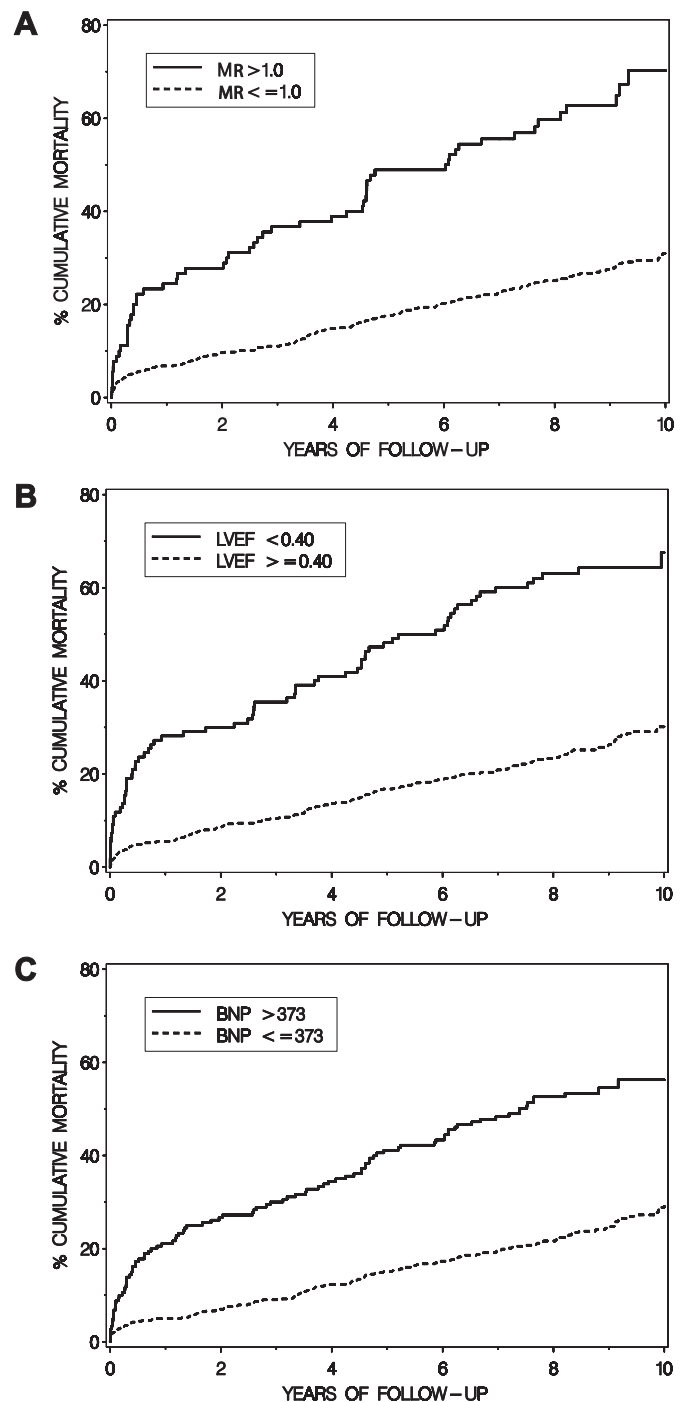 A
80
60
40
20
0
% CUMULATIVE MORTALITY
MR>1.0
MR<=1.0
0 2 4 6 8 10
YEARS OF FOLLOW-UP
B
80
60
40
20
0
% CUMULATIVE MORTALITY
LVEF <0.40
LVEF >=0.40
0 2 4 6 8 10
YEARS OF FOLLOW-UP
C
80
60
40
20
0
% CUMULATIVE MORTALITY
BNP >373
BNP <=373
0 2 4 6 8 10
YEARS OF FOLLOW-UP